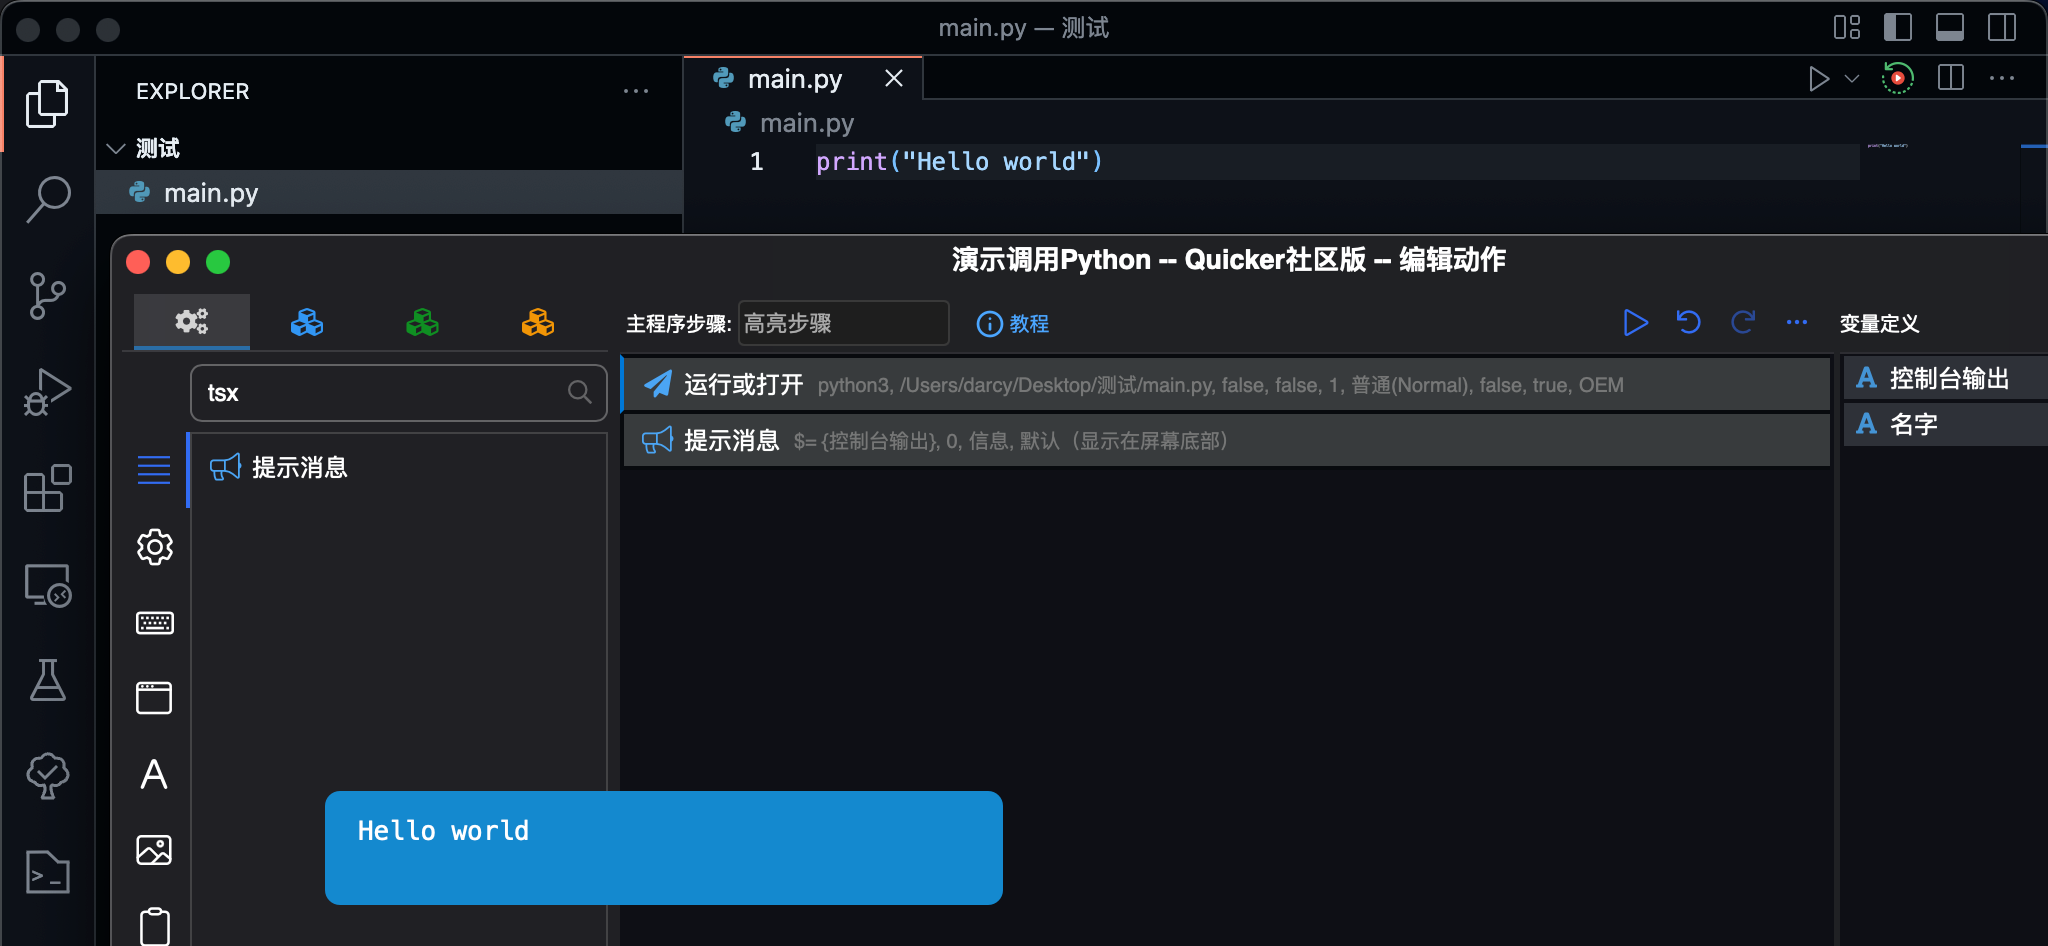 main.py — 测试
EXPLORER
测试
main.py
main.py
main.py
1 print("Hello world")
print("Hello world")
演示调用Python -- Quicker社区版 -- 编辑动作
主程序步骤: 高亮步骤 教程
变量定义
tsx
提示消息
运行或打开 python3, /Users/darcy/Desktop/测试/main.py, false, false, 1, 普通(Normal), false, true, OEM
提示消息 $= {控制台输出}, 0, 信息, 默认（显示在屏幕底部）
A 控制台输出
A 名字
Hello world